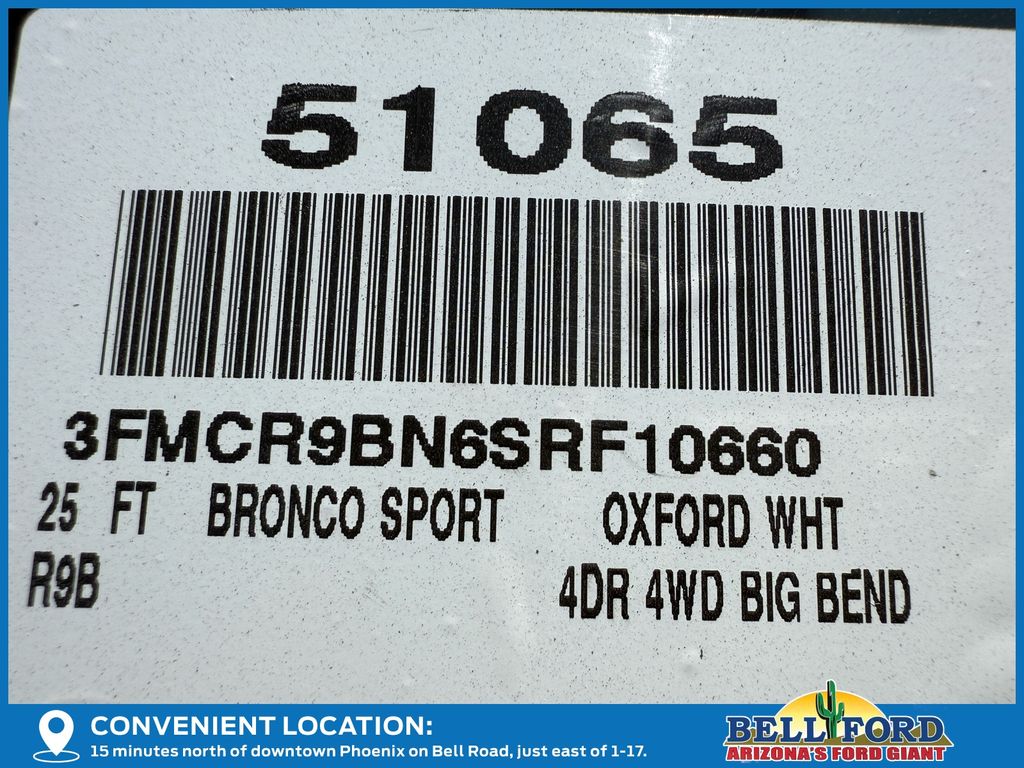 51065
3FMCR9BN6SRF10660
25 FT BRONCO SPORT OXFORD WHT
R9B 4DR 4WD BIG BEND
CONVENIENT LOCATION:
15 minutes north of downtown Phoenix on Bell Road, just east of 1-17.
BELL FORD
ARIZONA'S FORD GIANT